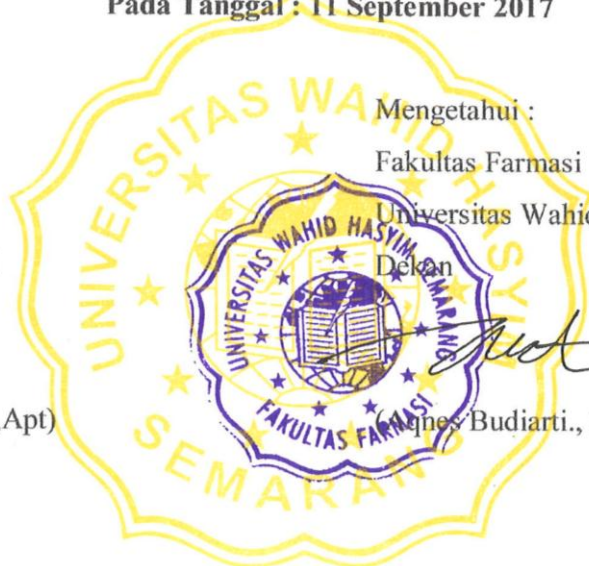 Pada Tanggal : 11 September 2017
Mengetahui :
Fakultas Farmasi
Universitas Wahid
Dekan
Apt)
(Aqnes Budiarti.,
UNIVERSITAS WAHID HASYIM
SEMARANG
UNIVERSITAS WAHID HASYIM SEMARANG
FAKULTAS FARMASI